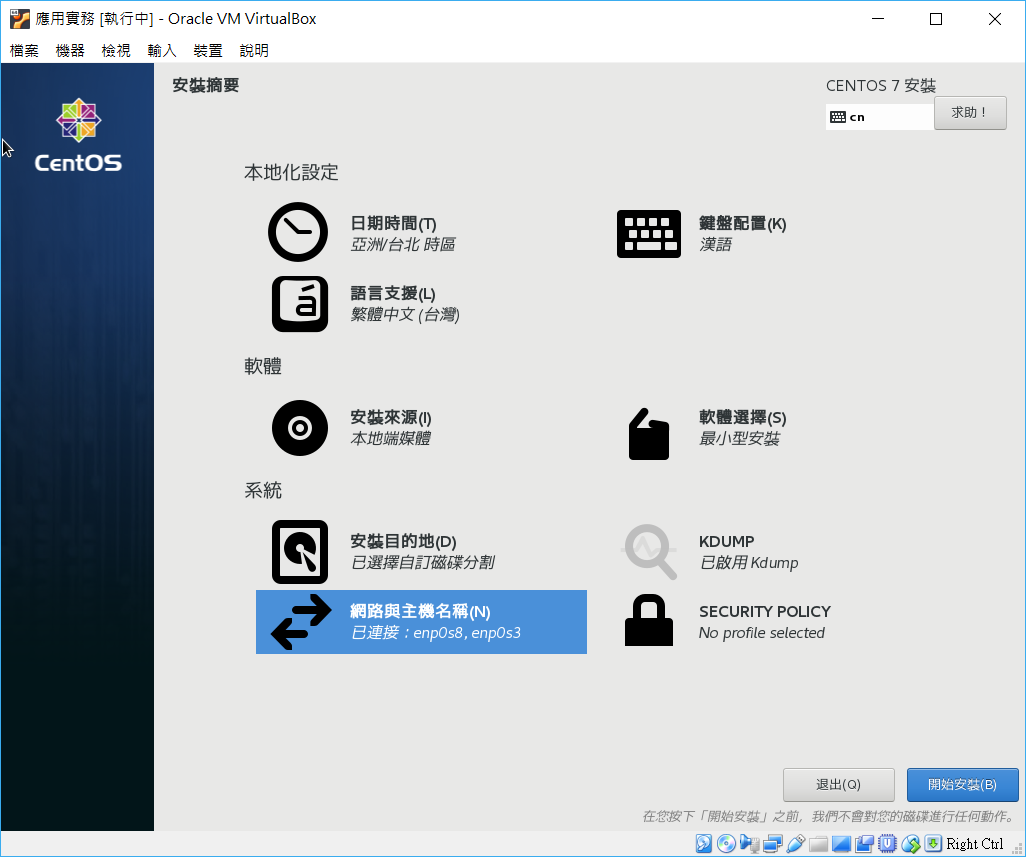 應用實務 [執行中] - Oracle VM VirtualBox
檔案 機器 檢視 輸入 裝置 說明
安裝摘要
CENTOS 7 安裝
cn
求助！
CentOS
本地化設定
日期時間(T)
亞洲/台北 時區
鍵盤配置(K)
漢語
語言支援(L)
繁體中文 (台灣)
軟體
安裝來源(I)
本地端媒體
軟體選擇(S)
最小型安裝
系統
安裝目的地(D)
已選擇自訂磁碟分割
KDUMP
已啟用 Kdump
網路與主機名稱(N)
已連接：enp0s8, enp0s3
SECURITY POLICY
No profile selected
退出(Q)
開始安裝(B)
在您按下「開始安裝」之前，我們不會對您的磁碟進行任何動作。
Right Ctrl